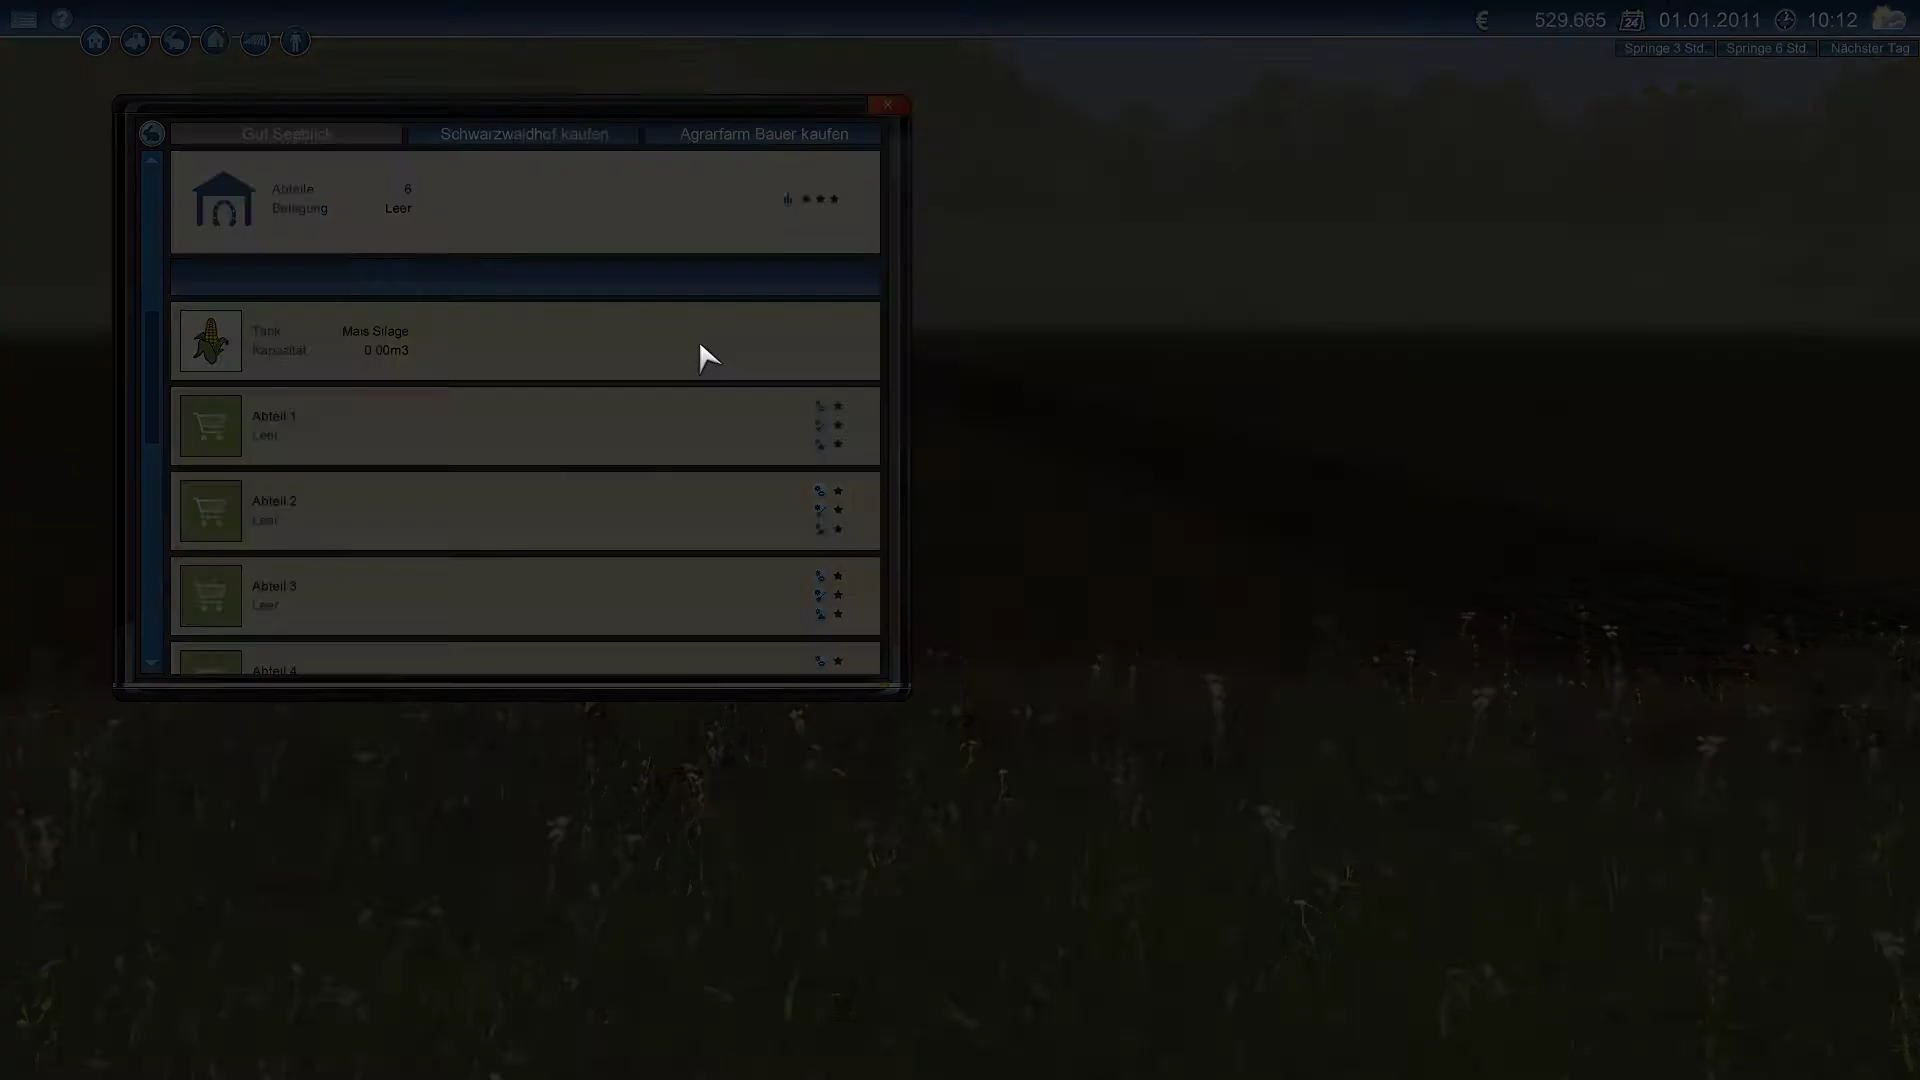 € 529.665 24 01.01.2011 10:12
Springe 3 Std. Springe 6 Std. Nächster Tag
Gut Seeblick Schwarzwaldhof kaufen Agrarfarm Bauer kaufen
Abteile 6
Belegung Leer
Tank Mais Silage
Kapazität 0.00m3
Abteil 1
Leer
Abteil 2
Leer
Abteil 3
Leer
Abteil 4